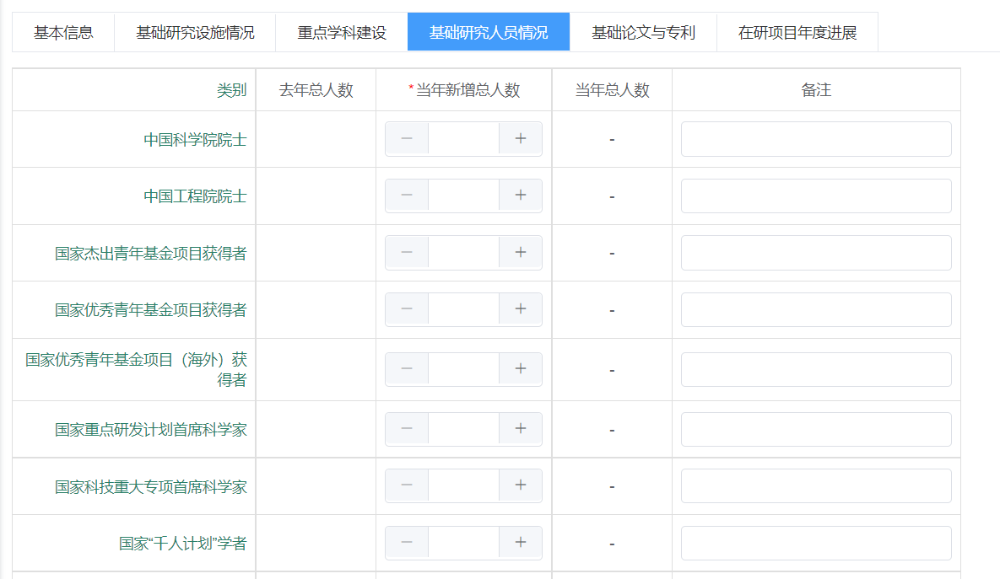 基本信息 基础研究设施情况 重点学科建设 基础研究人员情况 基础论文与专利 在研项目年度进展
类别 去年总人数 *当年新增总人数 当年总人数 备注
中国科学院院士 − + -
中国工程院院士 − + -
国家杰出青年基金项目获得者 − + -
国家优秀青年基金项目获得者 − + -
国家优秀青年基金项目（海外）获
得者 − + -
国家重点研发计划首席科学家 − + -
国家科技重大专项首席科学家 − + -
国家“千人计划”学者 − + -